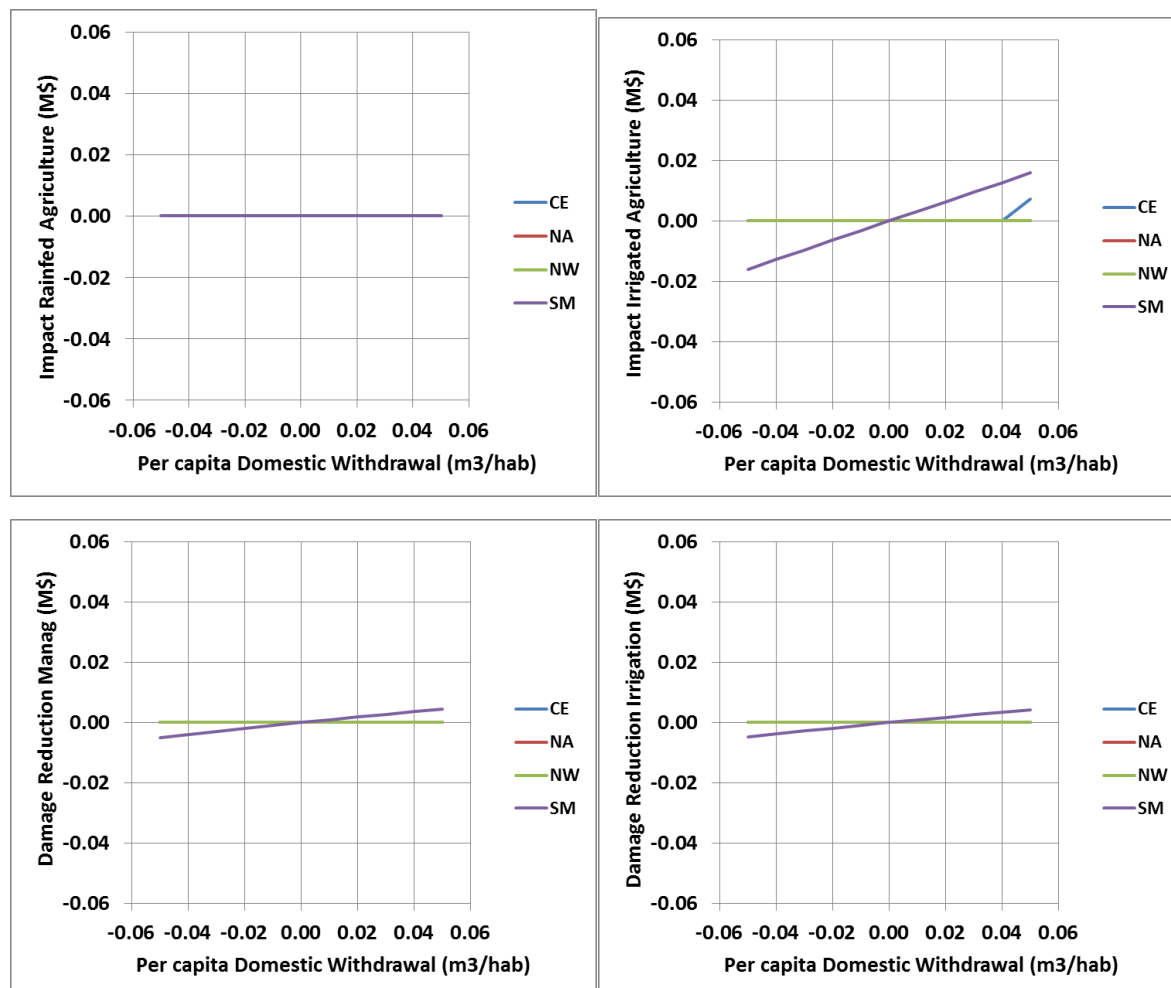 Impact Rainfed Agriculture (M$)
0.06
0.04
0.02
0.00
-0.02
-0.04
-0.06
-0.06 -0.04 -0.02 0.00 0.02 0.04 0.06
Per capita Domestic Withdrawal (m3/hab)
CE
NA
NW
SM
Impact Irrigated Agriculture (M$)
0.06
0.04
0.02
0.00
-0.02
-0.04
-0.06
-0.06 -0.04 -0.02 0.00 0.02 0.04 0.06
Per capita Domestic Withdrawal (m3/hab)
CE
NA
NW
SM
Damage Reduction Manag (M$)
0.06
0.04
0.02
0.00
-0.02
-0.04
-0.06
-0.06 -0.04 -0.02 0.00 0.02 0.04 0.06
Per capita Domestic Withdrawal (m3/hab)
CE
NA
NW
SM
Damage Reduction Irrigation (M$)
0.06
0.04
0.02
0.00
-0.02
-0.04
-0.06
-0.06 -0.04 -0.02 0.00 0.02 0.04 0.06
Per capita Domestic Withdrawal (m3/hab)
CE
NA
NW
SM